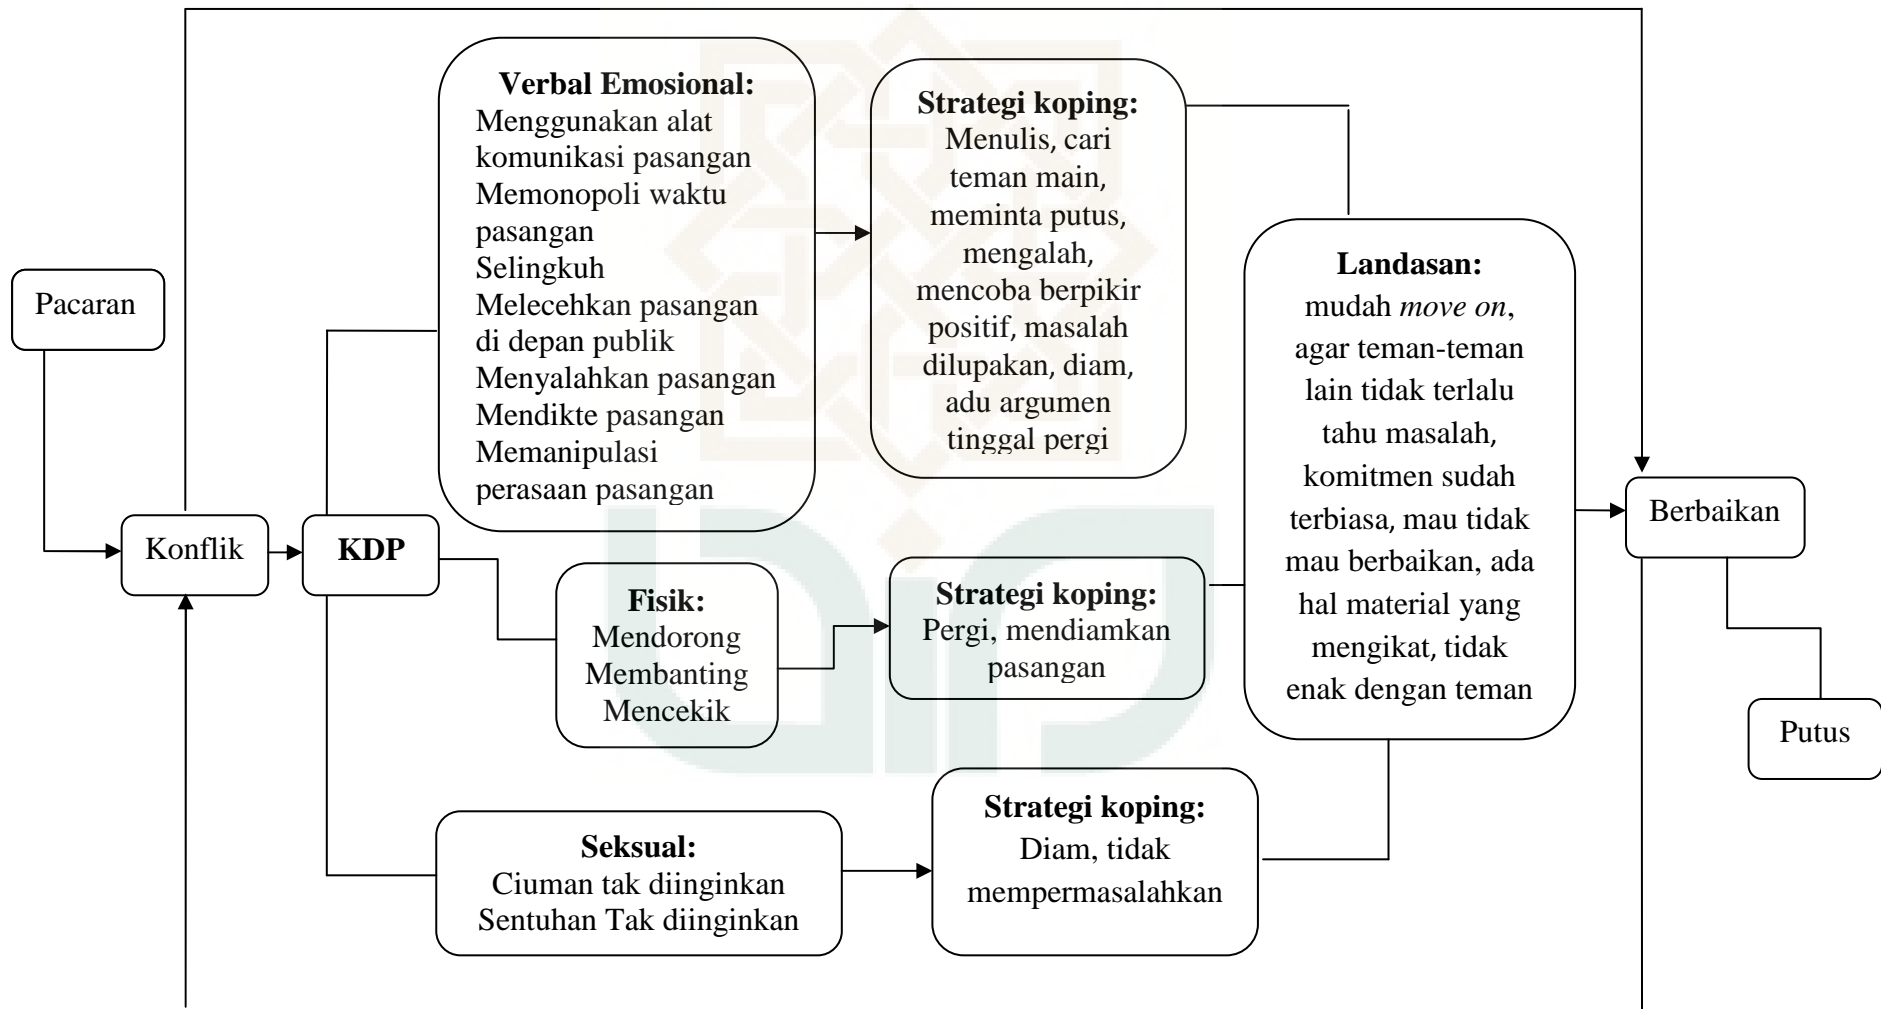 Pacaran
Konflik
KDP
Verbal Emosional:
Menggunakan alat
komunikasi pasangan
Memonopoli waktu
pasangan
Selingkuh
Melecehkan pasangan
di depan publik
Menyalahkan pasangan
Mendikte pasangan
Memanipulasi
perasaan pasangan
Strategi koping:
Menulis, cari
teman main,
meminta putus,
mengalah,
mencoba berpikir
positif, masalah
dilupakan, diam,
adu argumen
tinggal pergi
Fisik:
Mendorong
Membanting
Mencekik
Strategi koping:
Pergi, mendiamkan
pasangan
Seksual:
Ciuman tak diinginkan
Sentuhan Tak diinginkan
Strategi koping:
Diam, tidak
mempermasalahkan
Landasan:
mudah move on,
agar teman-teman
lain tidak terlalu
tahu masalah,
komitmen sudah
terbiasa, mau tidak
mau berbaikan, ada
hal material yang
mengikat, tidak
enak dengan teman
Berbaikan
Putus